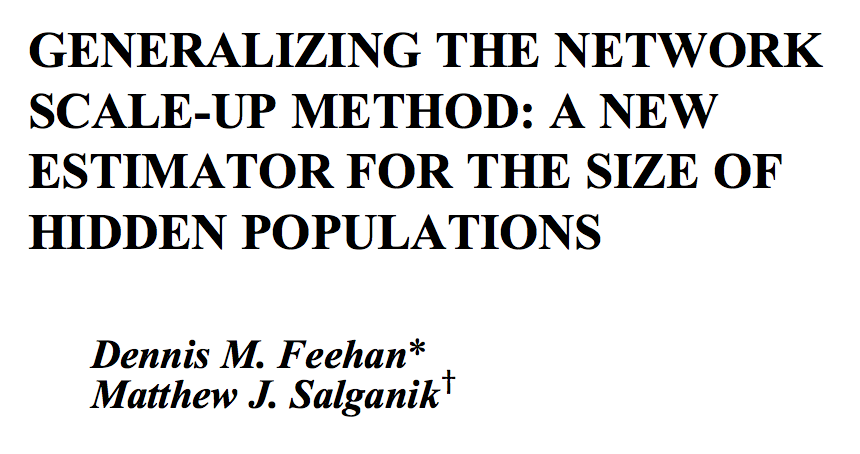 GENERALIZING THE NETWORK
SCALE-UP METHOD: A NEW
ESTIMATOR FOR THE SIZE OF
HIDDEN POPULATIONS
Dennis M. Feehan*
Matthew J. Salganik†